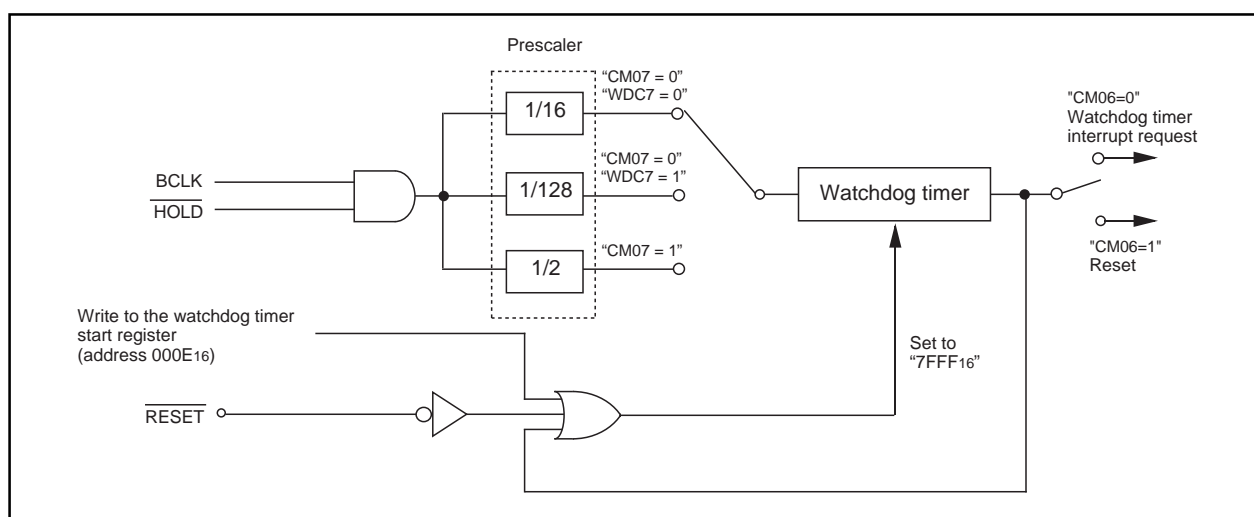 Prescaler
“CM07 = 0”
“WDC7 = 0”
1/16
"CM06=0"
Watchdog timer
interrupt request
BCLK
HOLD
“CM07 = 0”
“WDC7 = 1”
1/128
Watchdog timer
“CM07 = 1”
1/2
"CM06=1"
Reset
Write to the watchdog timer
start register
(address 000E16)
Set to
“7FFF16”
RESET